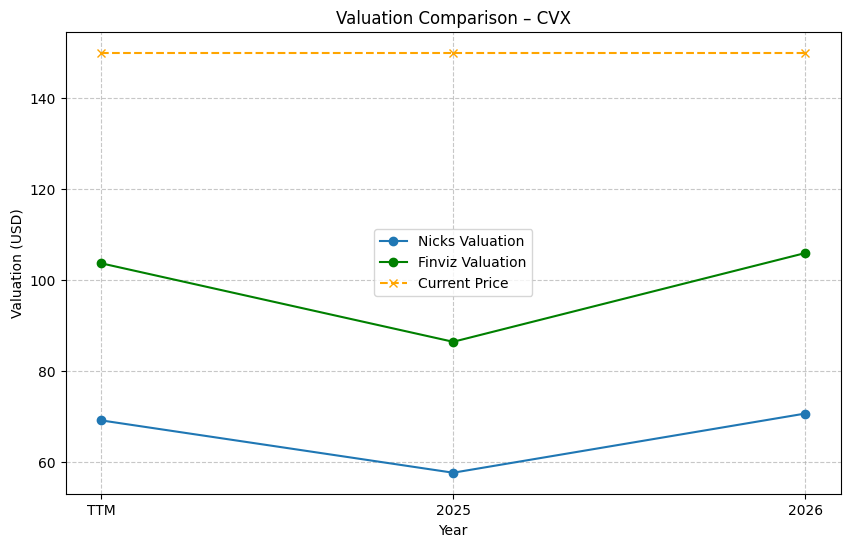 Valuation Comparison – CVX
Valuation (USD)
140
120
100
80
60
Nicks Valuation
Finviz Valuation
Current Price
TTM
2025
2026
Year